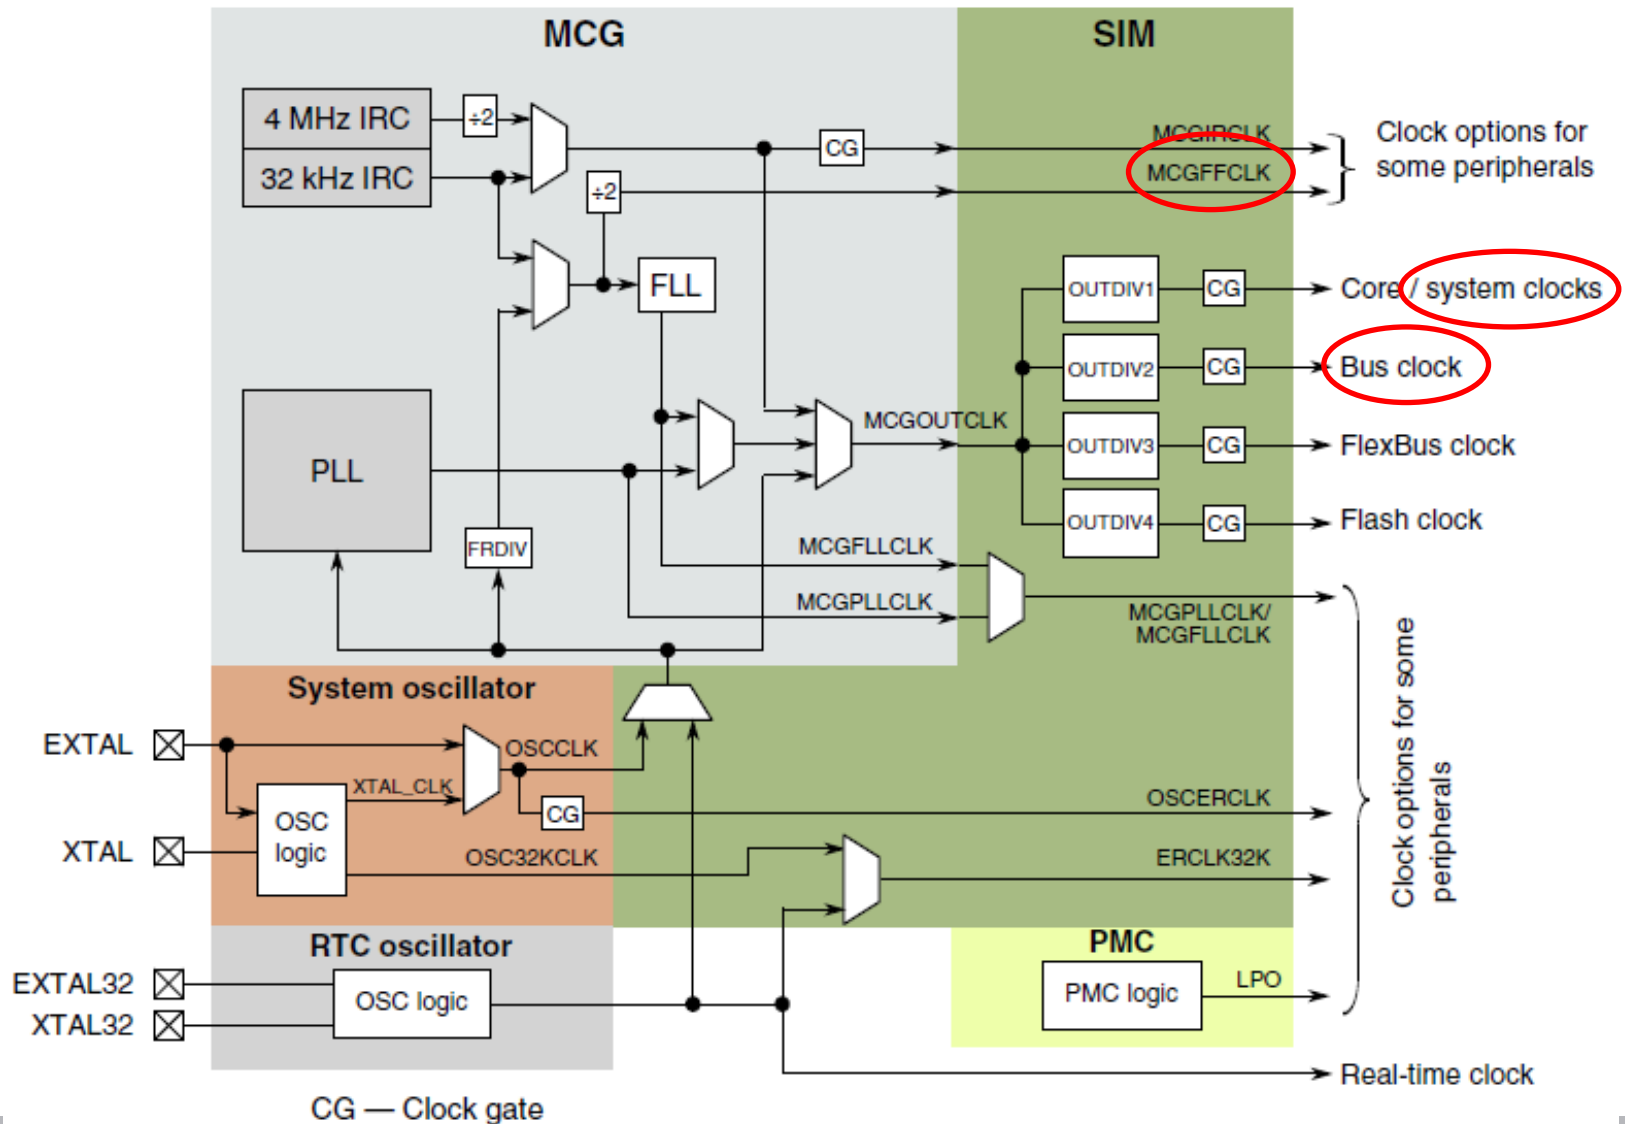 MCG
SIM
4 MHz IRC
÷2
32 kHz IRC
CG
÷2
MCGIRCLK
MCGFFCLK
Clock options for
some peripherals
FLL
OUTDIV1
CG
Core / system clocks
OUTDIV2
CG
Bus clock
PLL
MCGOUTCLK
OUTDIV3
CG
FlexBus clock
OUTDIV4
CG
Flash clock
FRDIV
MCGFLLCLK
MCGPLLCLK
MCGPLLCLK/
MCGFLLCLK
Clock options for some
peripherals
System oscillator
EXTAL
OSCCLK
XTAL_CLK
CG
OSCERCLK
OSC
logic
XTAL
OSC32KCLK
ERCLK32K
RTC oscillator
PMC
EXTAL32
OSC logic
XTAL32
PMC logic
LPO
Real-time clock
CG — Clock gate